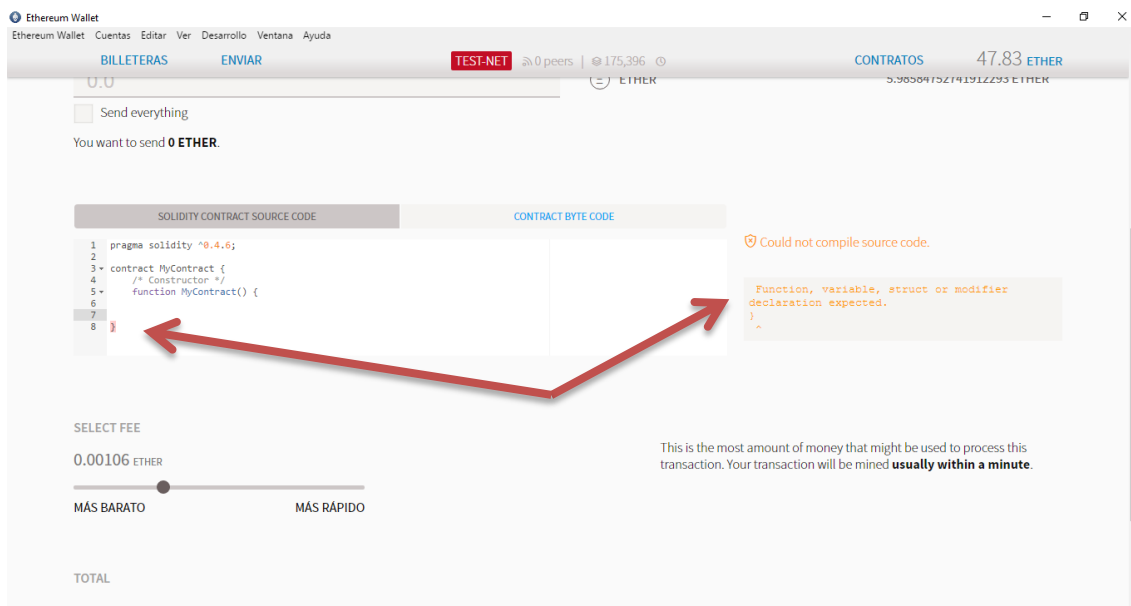 Ethereum Wallet
Ethereum Wallet Cuentas Editar Ver Desarrollo Ventana Ayuda
BILLETERAS ENVIAR TEST-NET 0 peers | 175,396 CONTRATOS 47.83 ETHER
0.0 ETHER 5.98584752741912293 ETHER
Send everything
You want to send 0 ETHER.
SOLIDITY CONTRACT SOURCE CODE CONTRACT BYTE CODE
Could not compile source code.
1 pragma solidity ^0.4.6;
2
3 contract MyContract {
4 /* Constructor */
5 function MyContract() {
6
7
8 }
Function, variable, struct or modifier
declaration expected.
}
^
SELECT FEE
0.00106 ETHER
MÁS BARATO MÁS RÁPIDO
This is the most amount of money that might be used to process this
transaction. Your transaction will be mined usually within a minute.
TOTAL